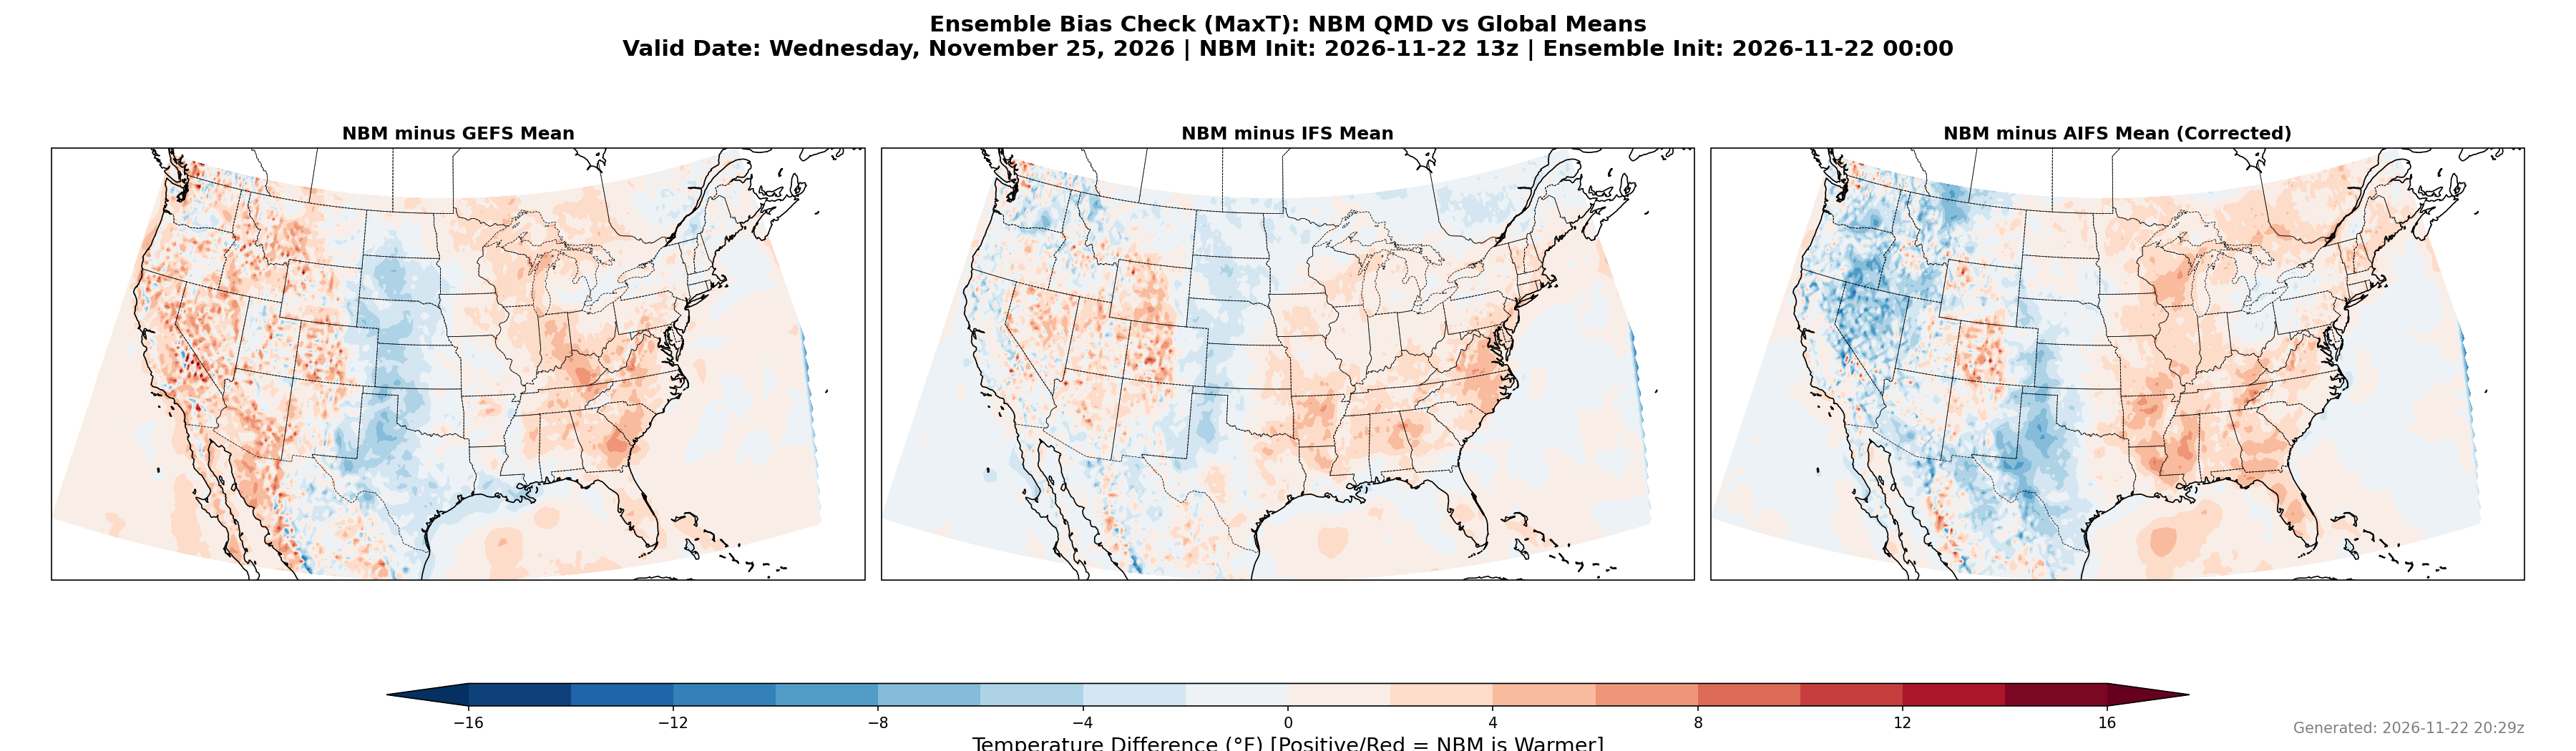 Ensemble Bias Check (MaxT): NBM QMD vs Global Means
Valid Date: Wednesday, November 25, 2026 | NBM Init: 2026-11-22 13z | Ensemble Init: 2026-11-22 00:00
NBM minus GEFS Mean
NBM minus IFS Mean
NBM minus AIFS Mean (Corrected)
−16 −12 −8 −4 0 4 8 12 16
Generated: 2026-11-22 20:29z
Temperature Difference (°F) [Positive/Red = NBM is Warmer]